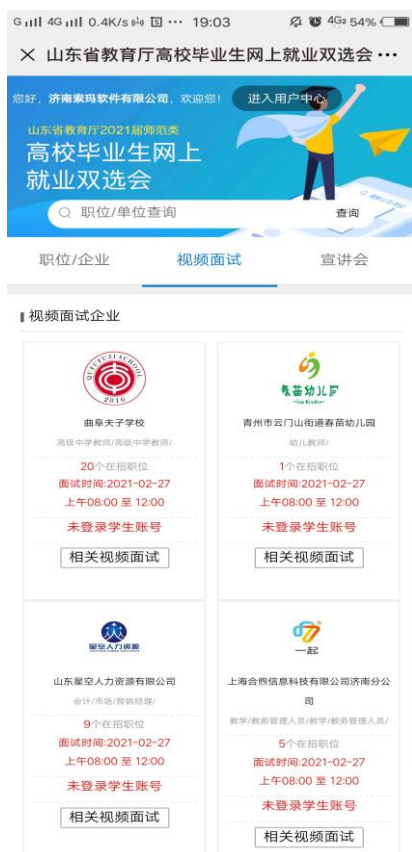 4G 4G 0.4K/s 19:03 4G² 54%
× 山东省教育厅高校毕业生网上就业双选会 ···
您好，济南索玛软件有限公司，欢迎您！ 进入用户中心
山东省教育厅2021届师范类
高校毕业生网上
就业双选会
职位/单位查询 查询
职位/企业 视频面试 宣讲会
视频面试企业
QUFUFUZI SCHOOL
2016
曲阜夫子学校
高级中学教师/高级中学教师/
20个在招职位
面试时间:2021-02-27
上午08:00 至 12:00
未登录学生账号
相关视频面试
春苗幼儿园
青州市云门山街道春苗幼儿园
幼儿教师/
1个在招职位
面试时间:2021-02-27
上午08:00 至 12:00
未登录学生账号
相关视频面试
星空人力资源
山东星空人力资源有限公司
会计/市场/营销经理/
9个在招职位
面试时间:2021-02-27
上午08:00 至 12:00
未登录学生账号
相关视频面试
一起
上海合煦信息科技有限公司济南分公
司
教学/教务管理人员/教学/教务管理人员/
5个在招职位
面试时间:2021-02-27
上午08:00 至 12:00
未登录学生账号
相关视频面试